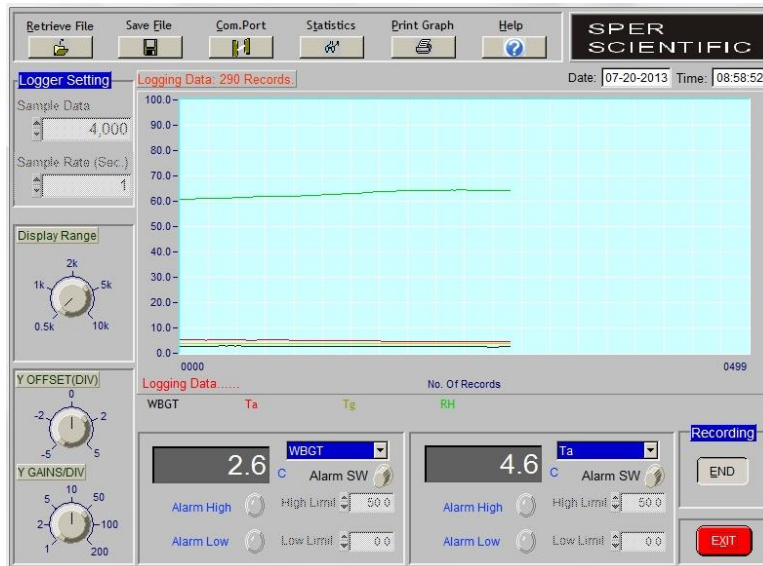 Retrieve File Save File Com.Port Statistics Print Graph Help
SPER
SCIENTIFIC
Logger Setting
Logging Data: 290 Records.
Date: 07-20-2013 Time: 08:58:52
Sample Data
4,000
Sample Rate (Sec.)
1
100.0
90.0
80.0
70.0
60.0
50.0
40.0
30.0
20.0
10.0
0.0
0000 0499
Logging Data...... No. Of Records
WBGT Ta Tg RH
Display Range
2k
1k 5k
0.5k 10k
Y OFFSET(DIV)
0
-2 2
-5 5
Y GAINS/DIV
10
5 50
2 100
1 200
2.6 C
WBGT
Alarm SW
Alarm High High Limit 50.0
Alarm Low Low Limit 0.0
4.6 C
Ta
Alarm SW
Alarm High High Limit 50.0
Alarm Low Low Limit 0.0
Recording
END
EXIT